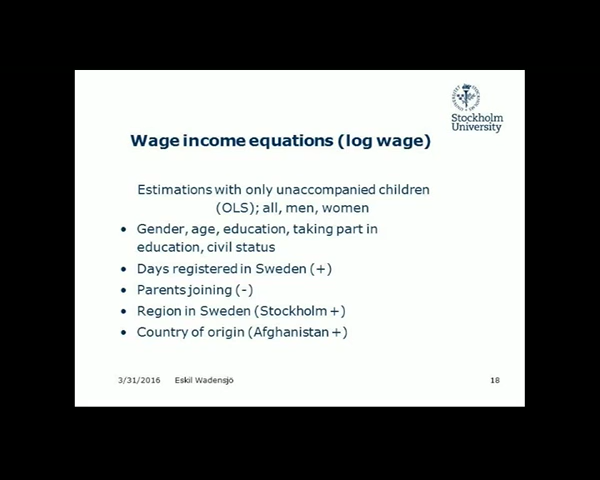 Stockholm
University
Wage income equations (log wage)
Estimations with only unaccompanied children
(OLS); all, men, women
• Gender, age, education, taking part in
education, civil status
• Days registered in Sweden (+)
• Parents joining (-)
• Region in Sweden (Stockholm +)
• Country of origin (Afghanistan +)
3/31/2016 Eskil Wadensjö 18